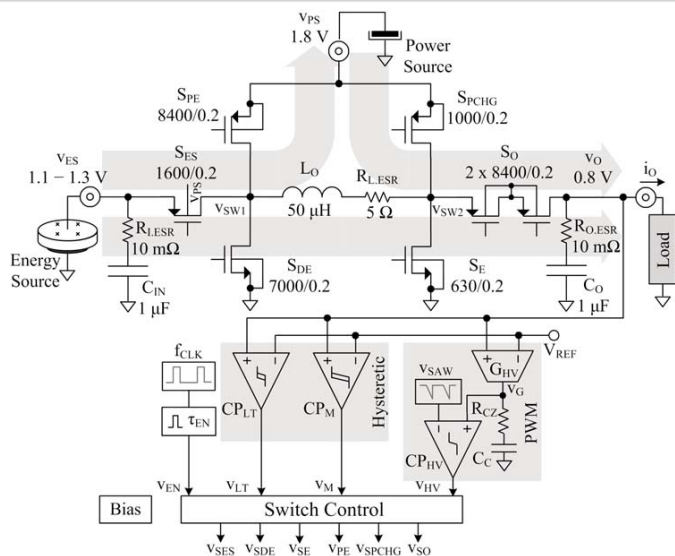 v_PS
1.8 V
Power
Source
S_PE
8400/0.2
S_PCHG
1000/0.2
v_ES
1.1 − 1.3 V
S_ES
1600/0.2
v_PS
L_O
50 μH
R_L.ESR
5 Ω
S_O
2 x 8400/0.2
v_O
0.8 V
i_O
v_SW1
v_SW2
R_I.ESR
10 mΩ
R_O.ESR
10 mΩ
Load
Energy
Source
C_IN
1 μF
S_DE
7000/0.2
S_E
630/0.2
C_O
1 μF
V_REF
f_CLK
τ_EN
+ −
CP_LT
+ −
CP_M
Hysteretic
+ −
G_HV
v_G
v_SAW
R_CZ
− +
CP_HV
C_C
PWM
v_EN
v_LT
v_M
v_HV
Bias
Switch Control
v_SES
v_SDE
v_SE
v_PE
v_SPCHG
v_SO